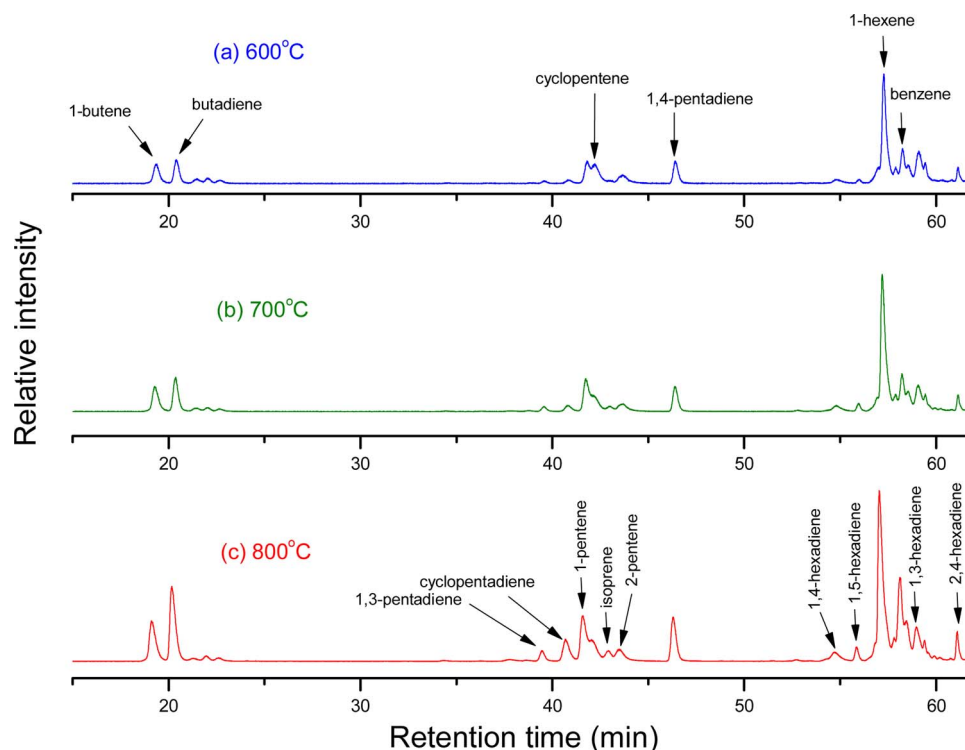 (a) 600°C
1-butene
butadiene
cyclopentene
1,4-pentadiene
1-hexene
benzene
20
30
40
50
60
(b) 700°C
20
30
40
50
60
(c) 800°C
1,3-pentadiene
cyclopentadiene
1-pentene
isoprene
2-pentene
1,4-hexadiene
1,5-hexadiene
1,3-hexadiene
2,4-hexadiene
20
30
40
50
60
Relative intensity
Retention time (min)